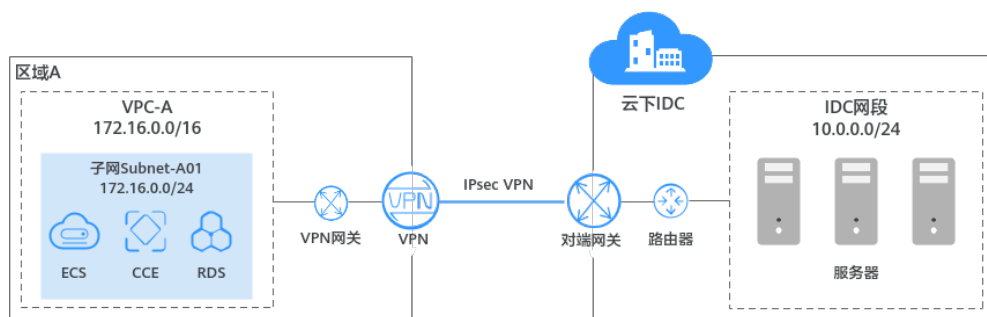 区域A
VPC-A
172.16.0.0/16
子网Subnet-A01
172.16.0.0/24
ECS
CCE
RDS
VPN网关
VPN
VPN
IPsec VPN
云下IDC
对端网关
路由器
IDC网段
10.0.0.0/24
服务器